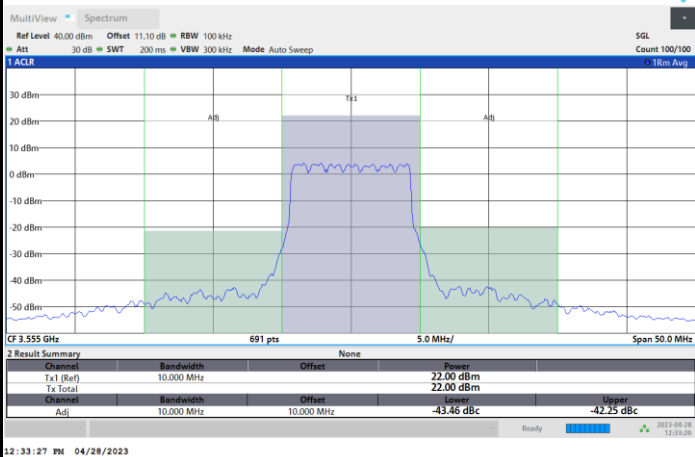 MultiView Spectrum
Ref Level 40.00 dBm Offset 11.10 dB RBW 100 kHz SGL
Att 30 dB SWT 200 ms VBW 300 kHz Mode Auto Sweep Count 100/100
1 ACLR 1Rm Avg
30 dBm
Tx1
20 dBm
Adj Adj
10 dBm
0 dBm
-10 dBm
-20 dBm
-30 dBm
-40 dBm
-50 dBm
CF 3.555 GHz 691 pts 5.0 MHz/ Span 50.0 MHz
2 Result Summary None
Channel Bandwidth Offset Power
Tx1 (Ref) 10.000 MHz 22.00 dBm
Tx Total 22.00 dBm
Channel Bandwidth Offset Lower Upper
Adj 10.000 MHz 10.000 MHz -43.46 dBc -42.25 dBc
Ready 2023-04-28
12:33:26
12:33:27 PM 04/28/2023